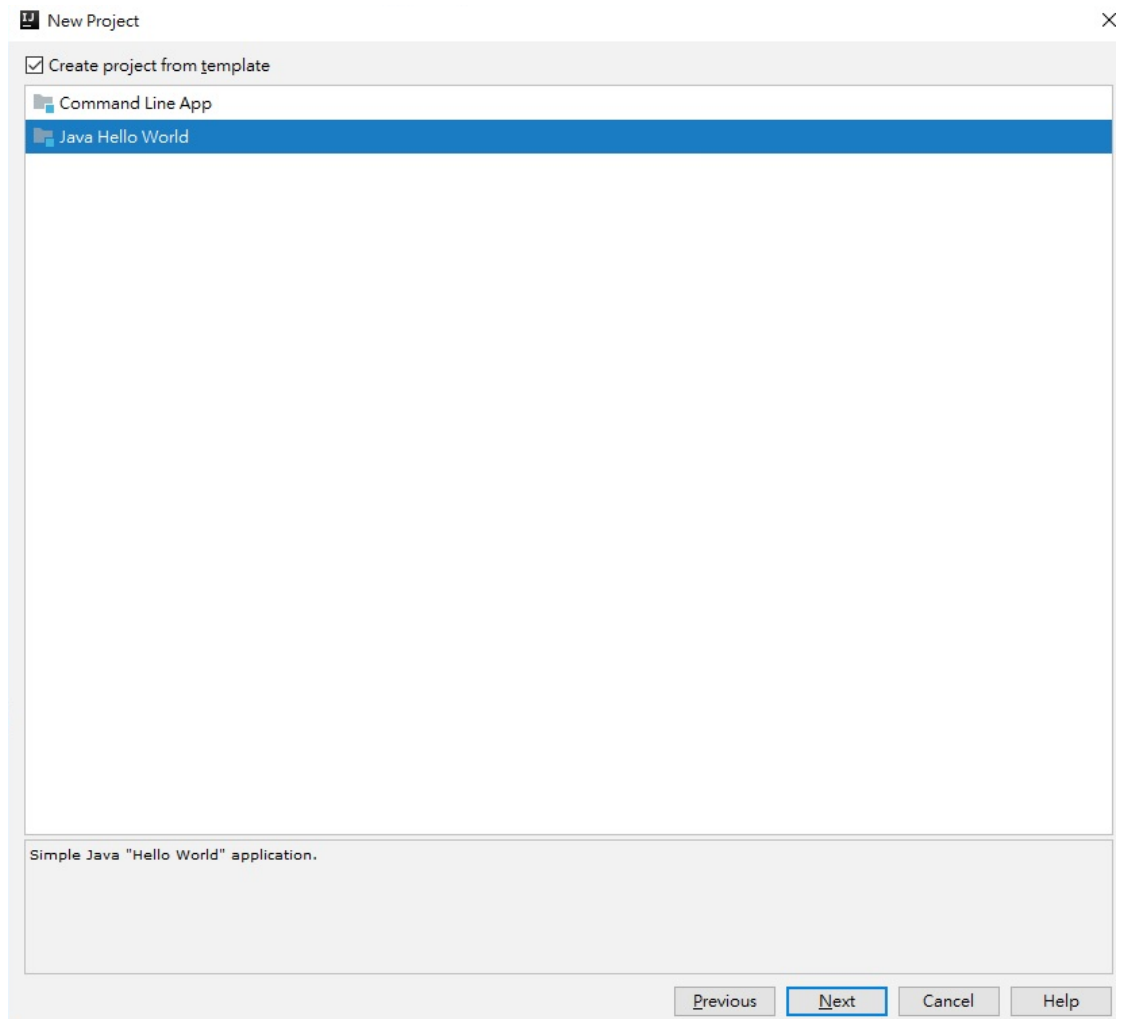 IJ New Project
Create project from template
Command Line App
Java Hello World
Simple Java "Hello World" application.
Previous Next Cancel Help